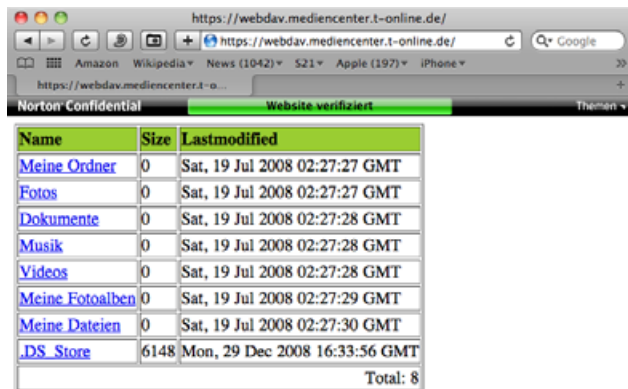 https://webdav.mediencenter.t-online.de/
https://webdav.mediencenter.t-online.de/ Google
Amazon Wikipedia News (1042) S21 Apple (197) iPhone
https://webdav.mediencenter.t-o...
Norton Confidential Website verifiziert Themen
Name Size Lastmodified
Meine Ordner 0 Sat, 19 Jul 2008 02:27:27 GMT
Fotos 0 Sat, 19 Jul 2008 02:27:27 GMT
Dokumente 0 Sat, 19 Jul 2008 02:27:28 GMT
Musik 0 Sat, 19 Jul 2008 02:27:28 GMT
Videos 0 Sat, 19 Jul 2008 02:27:28 GMT
Meine Fotoalben 0 Sat, 19 Jul 2008 02:27:29 GMT
Meine Dateien 0 Sat, 19 Jul 2008 02:27:30 GMT
.DS_Store 6148 Mon, 29 Dec 2008 16:33:56 GMT
Total: 8